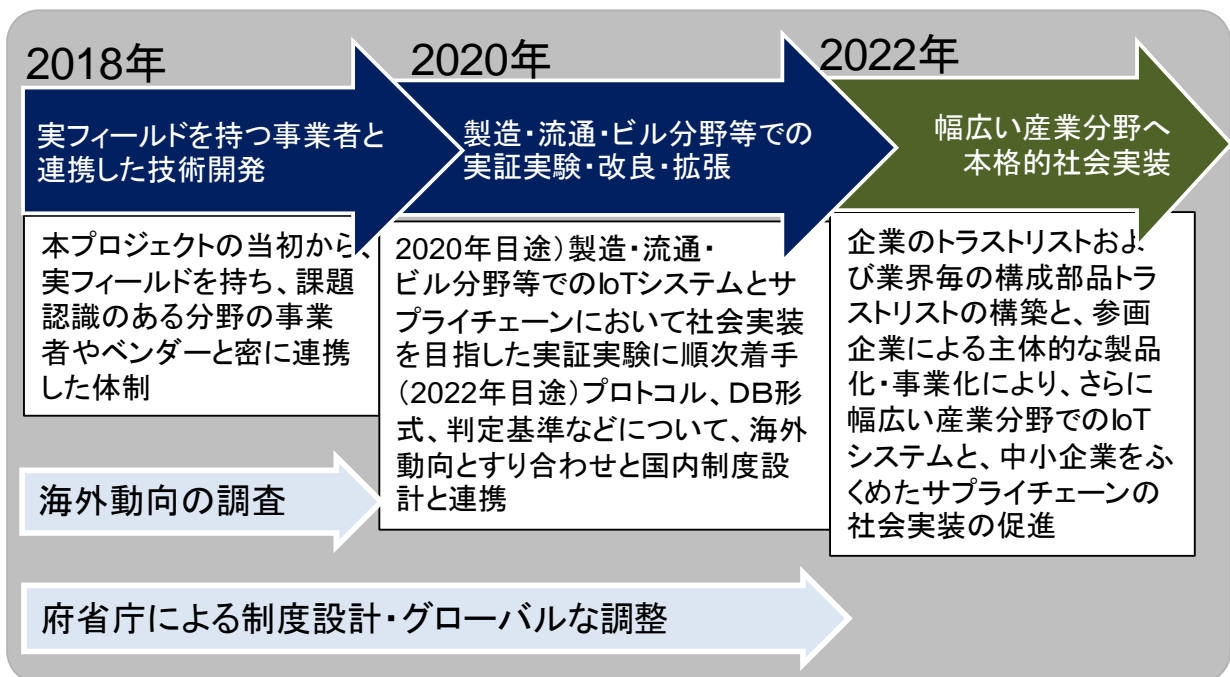 2018年
実フィールドを持つ事業者と
連携した技術開発
本プロジェクトの当初から、
実フィールドを持ち、課題
認識のある分野の事業
者やベンダーと密に連携
した体制
2020年
製造・流通・ビル分野等での
実証実験・改良・拡張
2020年目途)製造・流通・
ビル分野等でのIoTシステムとサ
プライチェーンにおいて社会実装
を目指した実証実験に順次着手
(2022年目途)プロトコル、DB形
式、判定基準などについて、海外
動向とすり合わせと国内制度設
計と連携
2022年
幅広い産業分野へ
本格的社会実装
企業のトラストリストおよ
び業界毎の構成部品トラ
ストリストの構築と、参画
企業による主体的な製品
化・事業化により、さらに
幅広い産業分野でのIoT
システムと、中小企業をふ
くめたサプライチェーンの
社会実装の促進
海外動向の調査
府省庁による制度設計・グローバルな調整